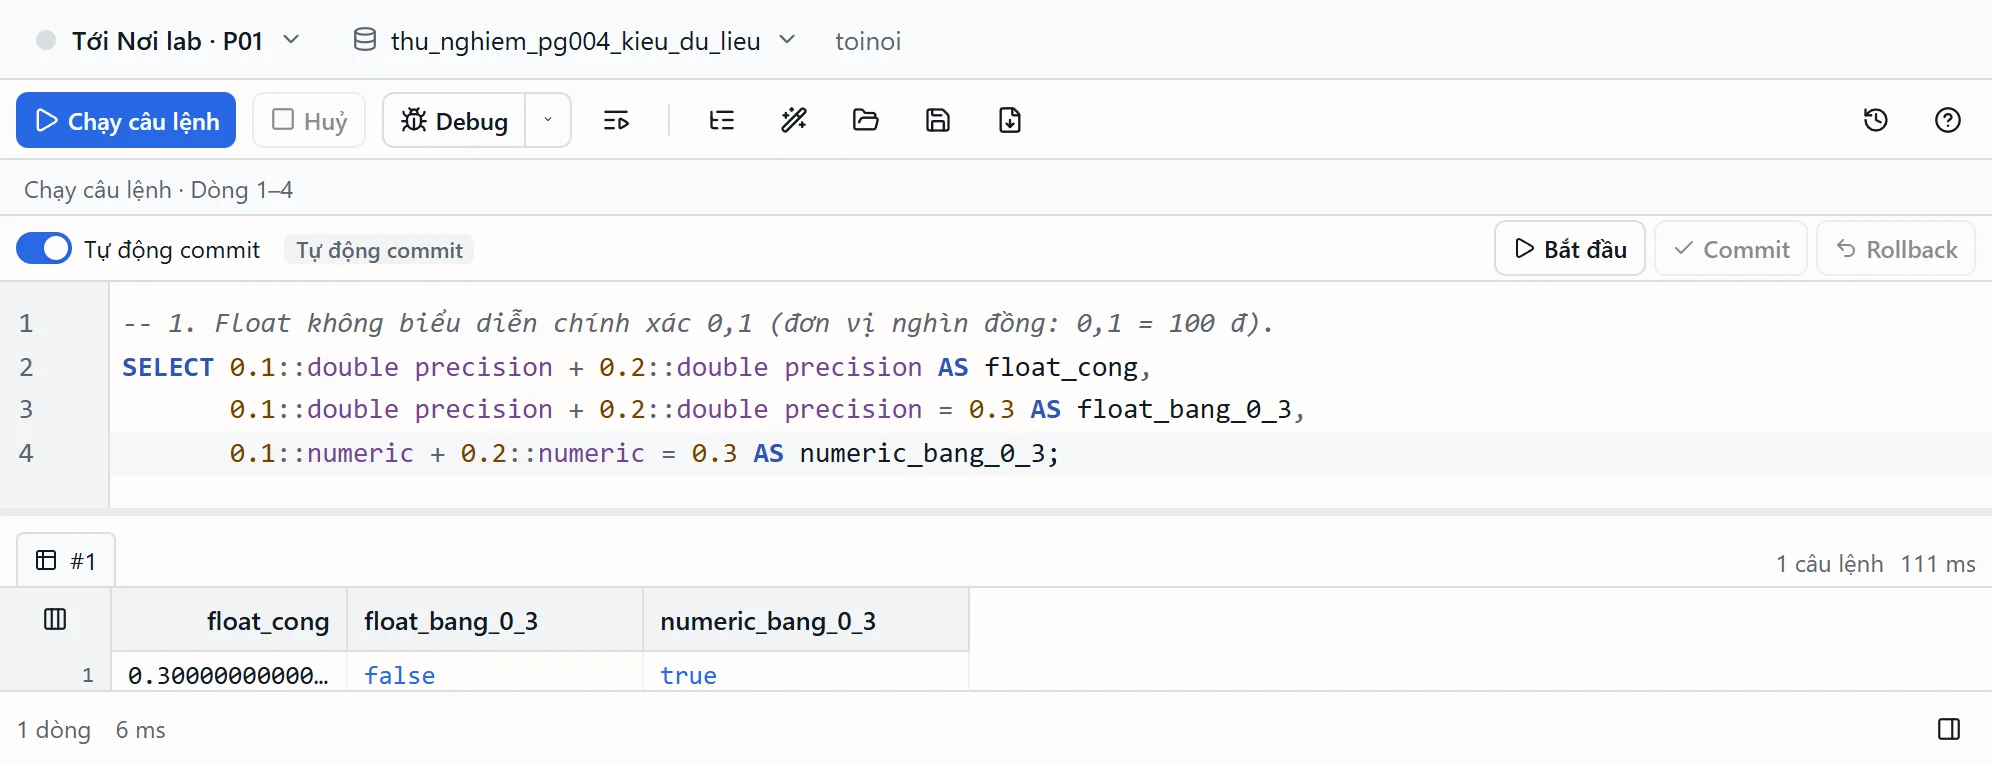 Tới Nơi lab · P01 thu_nghiem_pg004_kieu_du_lieu toinoi
Chạy câu lệnh Huỷ Debug
Chạy câu lệnh · Dòng 1–4
Tự động commit Tự động commit Bắt đầu Commit Rollback
1 -- 1. Float không biểu diễn chính xác 0,1 (đơn vị nghìn đồng: 0,1 = 100 đ).
2 SELECT 0.1::double precision + 0.2::double precision AS float_cong,
3 0.1::double precision + 0.2::double precision = 0.3 AS float_bang_0_3,
4 0.1::numeric + 0.2::numeric = 0.3 AS numeric_bang_0_3;
#1 1 câu lệnh 111 ms
float_cong float_bang_0_3 numeric_bang_0_3
1 0.30000000000… false true
1 dòng 6 ms